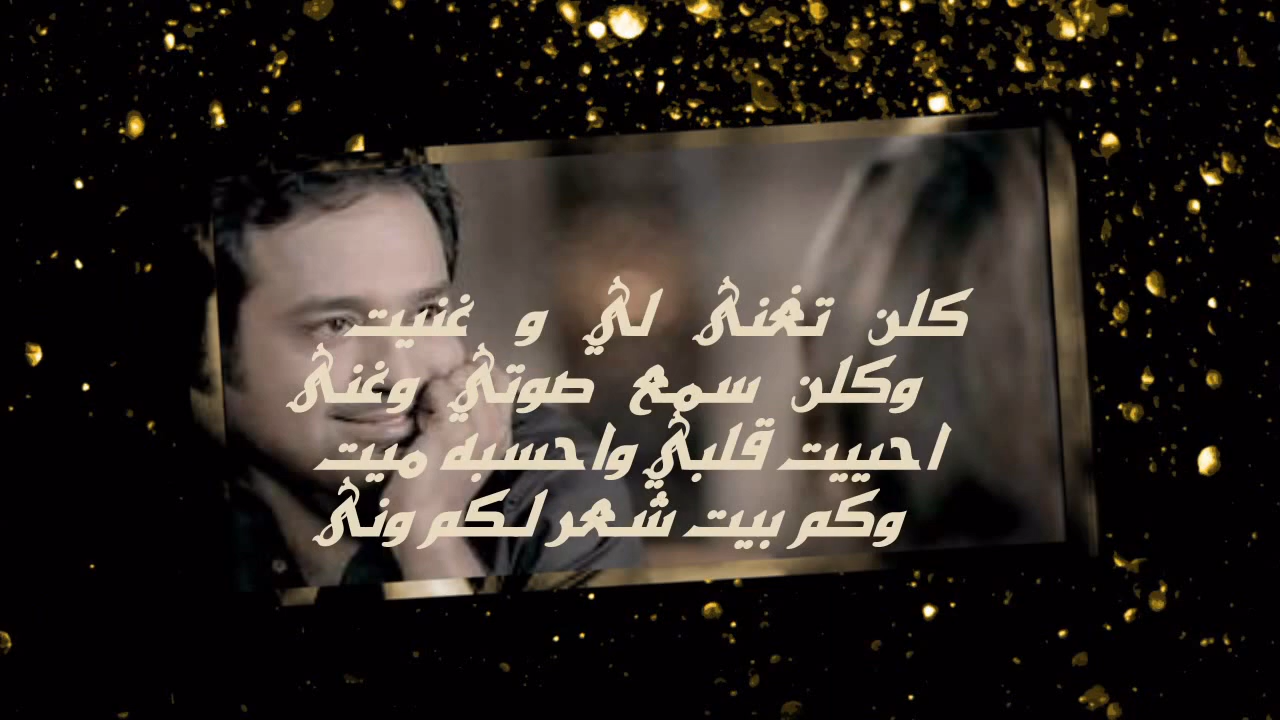 كلن تغنى لي و غنيت
وكلن سمع صوتي وغنى
احييت قلبي واحسبه ميت
وكم بيت شعر لكم ونى